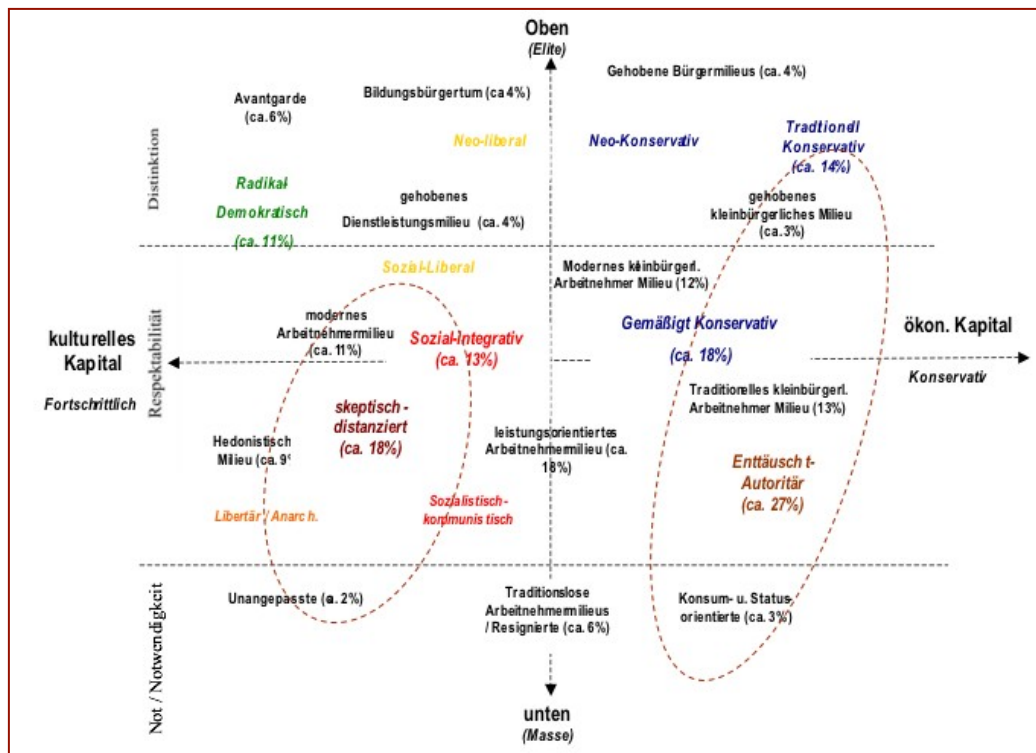 Oben
(Elite)
Gehobene Bürgermilieus (ca. 4%)
Bildungsbürgertum (ca 4%)
Avantgarde
(ca. 6%)
Distinktion
Neo-liberal
Neo-Konservativ
Tradtionell
Konservativ
(ca. 14%)
Radikal-
Demokratisch
(ca. 11%)
gehobenes
Dienstleistungsmilieu (ca. 4%)
gehobenes
kleinbürgerliches Milieu
(ca. 3%)
Sozial-Liberal
Modernes kleinbürgerl.
Arbeitnehmer Milieu (12%)
modernes
Arbeitnehmermilieu
(ca. 11%)
Sozial-Integrativ
(ca. 13%)
Gemäßigt Konservativ
(ca. 18%)
kulturelles
Kapital
Fortschrittlich
Respektabilität
ökon. Kapital
Konservativ
Traditionelles kleinbürgerl.
Arbeitnehmer Milieu (13%)
skeptisch-
distanziert
(ca. 18%)
Hedonistisch
Milieu (ca. 9%
leistungsorientiertes
Arbeitnehmermilieu (ca.
18%)
Enttäuscht-
Autoritär
(ca. 27%)
Libertär / Anarch.
Sozialistisch-
kommunistisch
Not / Notwendigkeit
Unangepasste (ca. 2%)
Traditionslose
Arbeitnehmermilieus
/ Resignierte (ca. 6%)
Konsum- u. Status-
orientierte (ca. 3%)
unten
(Masse)